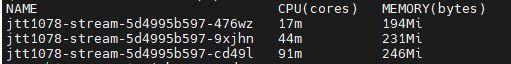 NAME CPU(cores) MEMORY(bytes)
jtt1078-stream-5d4995b597-476wz 17m 194Mi
jtt1078-stream-5d4995b597-9xjhn 44m 231Mi
jtt1078-stream-5d4995b597-cd49l 91m 246Mi